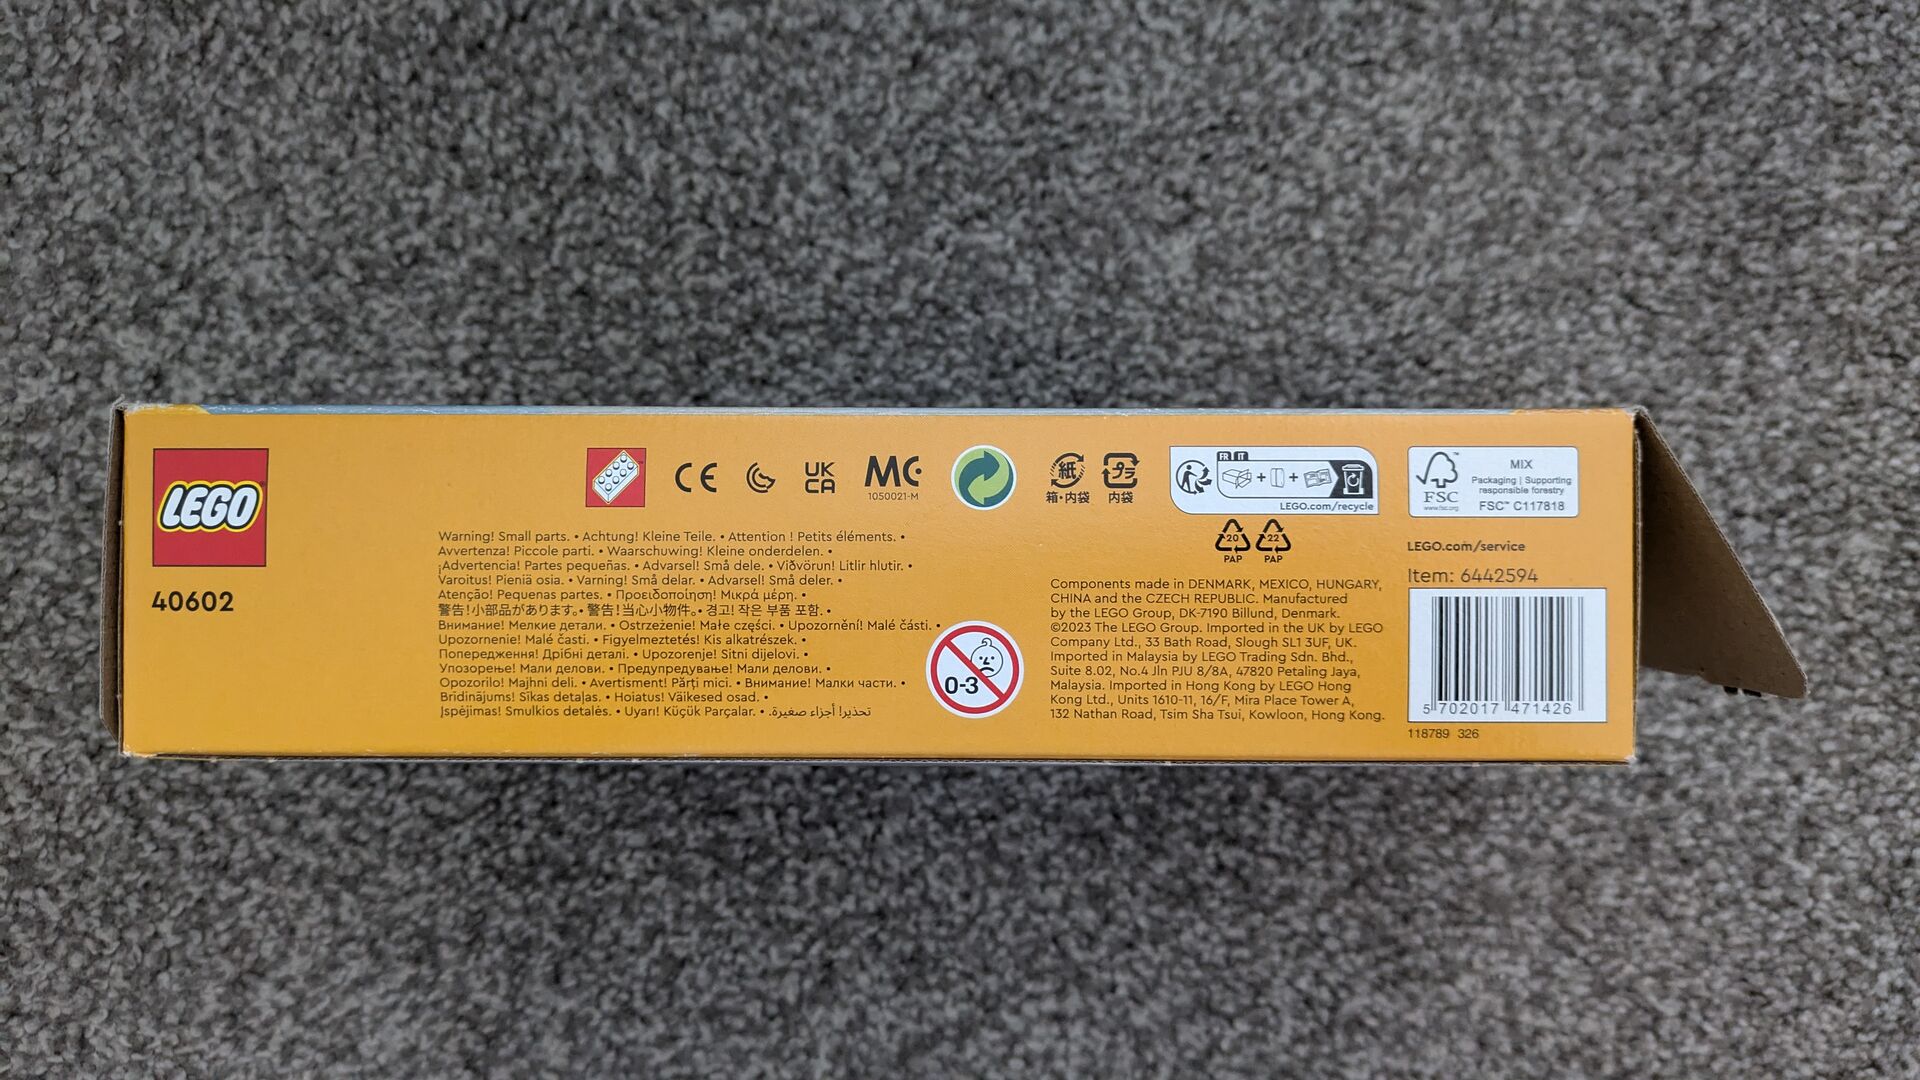 LEGO
40602
CE
UK
CA
MC
1050021-M
紙
箱・内袋
プラ
内袋
FR IT
LEGO.com/recycle
20
PAP
22
PAP
FSC™
www.fsc.org
MIX
Packaging | Supporting
responsible forestry
FSC™ C117818
Warning! Small parts. • Achtung! Kleine Teile. • Attention ! Petits éléments. •
Avvertenza! Piccole parti. • Waarschuwing! Kleine onderdelen. •
¡Advertencia! Partes pequeñas. • Advarsel! Små dele. • Viðvörun! Litlir hlutir. •
Varoitus! Pieniä osia. • Varning! Små delar. • Advarsel! Små deler. •
Atenção! Pequenas partes. • Προειδοποίηση! Μικρά μέρη. •
警告!小部品があります。• 警告!当心小物件。• 경고! 작은 부품 포함. •
Внимание! Мелкие детали. • Ostrzeżenie! Małe części. • Upozornění! Malé části. •
Upozornenie! Malé časti. • Figyelmeztetés! Kis alkatrészek. •
Попередження! Дрібні деталі. • Upozorenje! Sitni dijelovi. •
Упозорење! Мали делови. • Предупредување! Мали делови. •
Opozorilo! Majhni deli. • Avertisment! Părți mici. • Внимание! Малки части. •
Brīdinājums! Sīkas detaļas. • Hoiatus! Väikesed osad. •
Įspėjimas! Smulkios detalės. • Uyarı! Küçük Parçalar. • تحذير! أجزاء صغيرة.
0-3
Components made in DENMARK, MEXICO, HUNGARY,
CHINA and the CZECH REPUBLIC. Manufactured
by the LEGO Group, DK-7190 Billund, Denmark.
©2023 The LEGO Group. Imported in the UK by LEGO
Company Ltd., 33 Bath Road, Slough SL1 3UF, UK.
Imported in Malaysia by LEGO Trading Sdn. Bhd.,
Suite 8.02, No.4 Jln PJU 8/8A, 47820 Petaling Jaya,
Malaysia. Imported in Hong Kong by LEGO Hong
Kong Ltd., Units 1610-11, 16/F, Mira Place Tower A,
132 Nathan Road, Tsim Sha Tsui, Kowloon, Hong Kong.
LEGO.com/service
Item: 6442594
5 702017 471426
118789 326